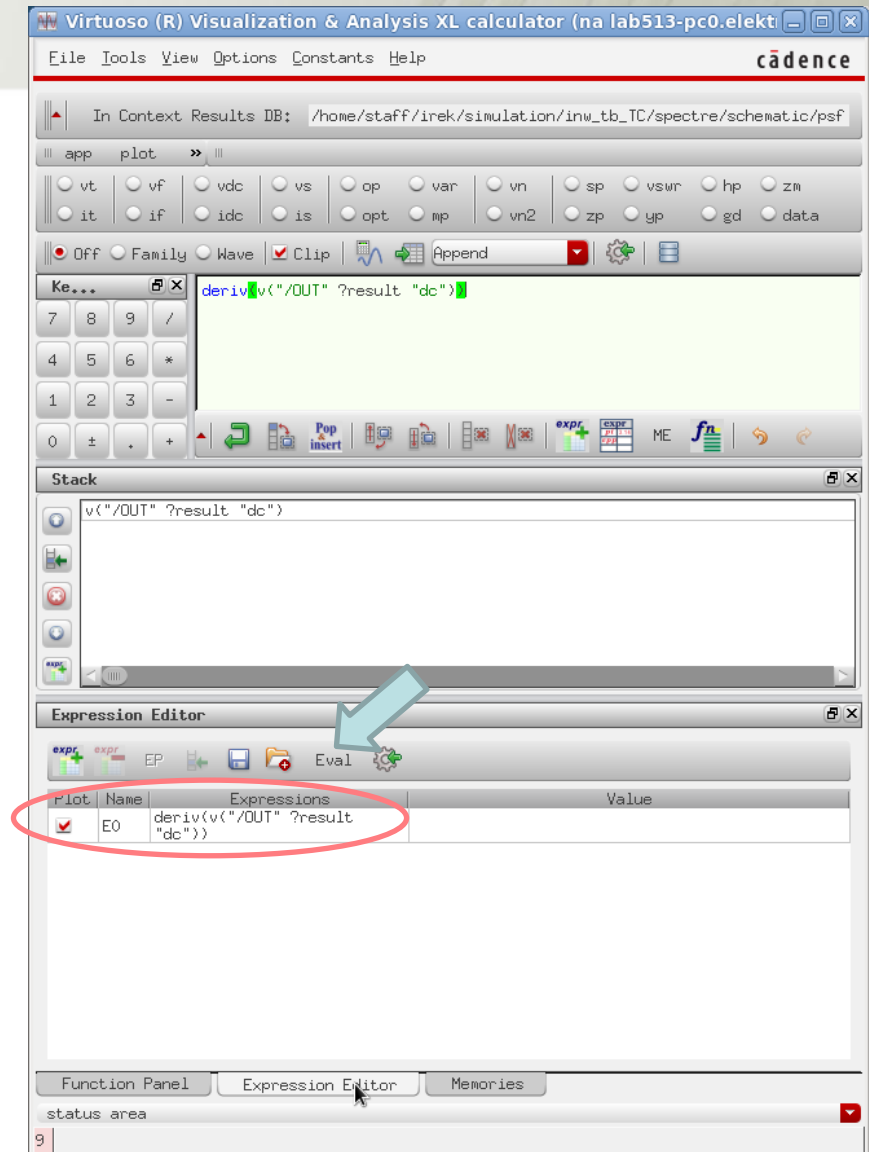 Virtuoso (R) Visualization & Analysis XL calculator (na lab513-pc0.elekt
File Tools View Options Constants Help cādence
In Context Results DB: /home/staff/irek/simulation/inw_tb_TC/spectre/schematic/psf
app plot »
vt vf vdc vs op var vn sp vswr hp zm
it if idc is opt mp vn2 zp yp gd data
Off Family Wave Clip Append
Ke...
deriv(v("/OUT" ?result "dc"))
7 8 9 /
4 5 6 *
1 2 3 -
0 ± . +
Pop & insert expr expr ME fn
Stack
v("/OUT" ?result "dc")
expr
Expression Editor
expr expr EP Eval
Plot Name Expressions Value
E0 deriv(v("/OUT" ?result
"dc"))
Function Panel Expression Editor Memories
status area
9